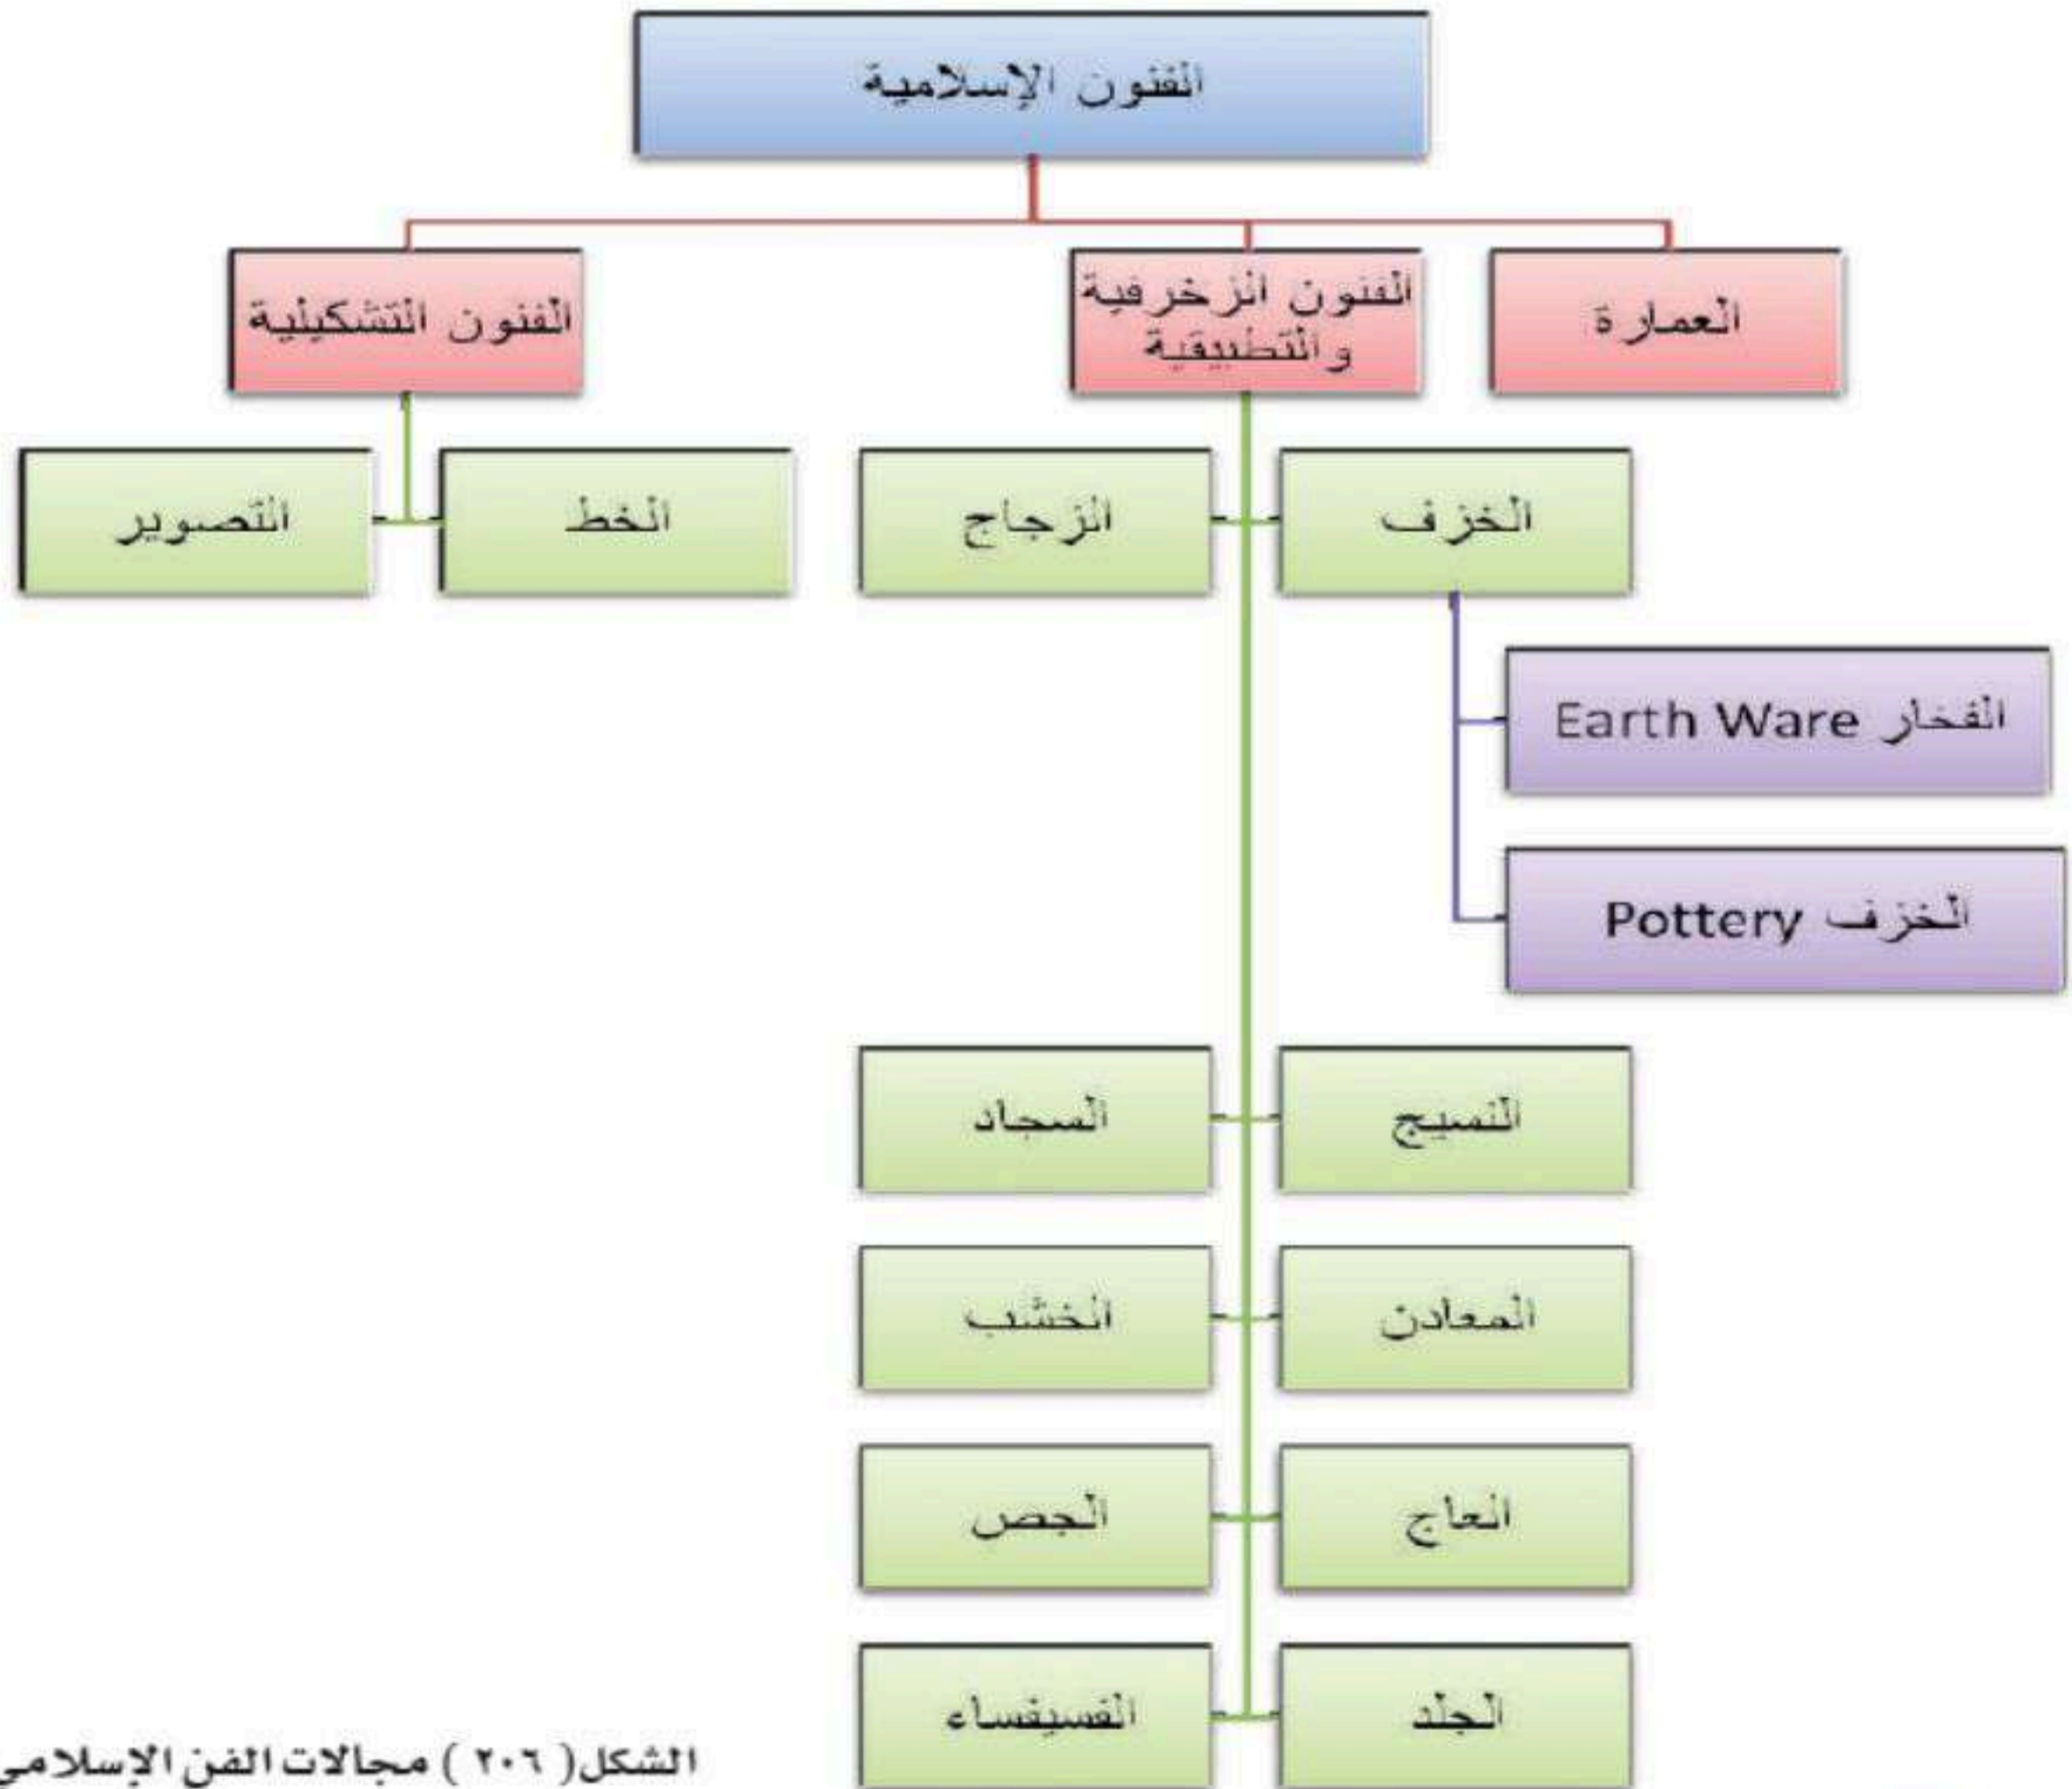 الفنون الإسلامية
العمارة
الفنون الزخرفية
والتطبيقية
الفنون التشكيلية
الخزف
الزجاج
الخط
التصوير
الفخار Earth Ware
الخزف Pottery
النسيج
السجاد
المعادن
الخشب
العاج
الجص
الجلد
الفسيفساء
الشكل( ٢٠٦ ) مجالات الفن الإسلامي